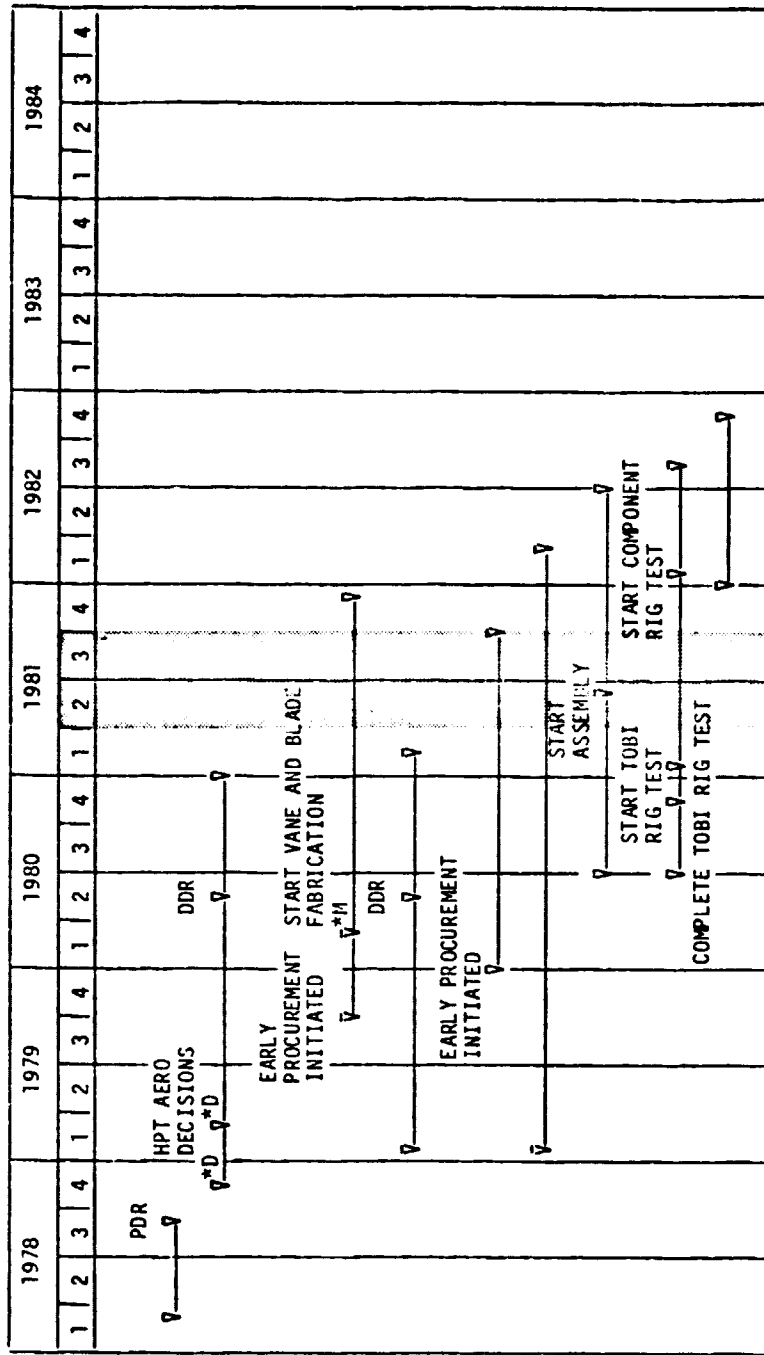 1978 1979 1980 1981 1982 1983 1984
1 2 3 4 1 2 3 4 1 2 3 4 1 2 3 4 1 2 3 4 1 2 3 4 1 2 3 4
PDR
HPT AERO
DECISIONS
*D *D
DDR
EARLY
PROCUREMENT
INITIATED
START VANE AND BLADE
FABRICATION
*M
DDR
EARLY PROCUREMENT
INITIATED
START
ASSEMBLY
START TOBI
RIG TEST
START COMPONENT
RIG TEST
COMPLETE TOBI RIG TEST